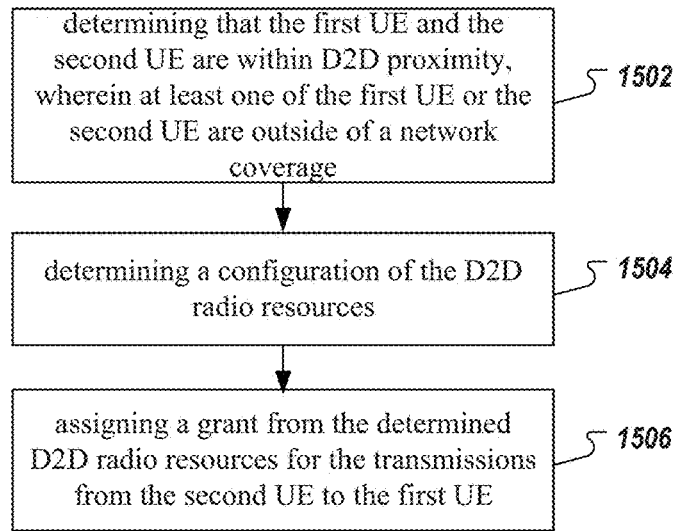 determining that the first UE and the
second UE are within D2D proximity,
wherein at least one of the first UE or the
second UE are outside of a network
coverage
1502
determining a configuration of the D2D
radio resources
1504
assigning a grant from the determined
D2D radio resources for the transmissions
from the second UE to the first UE
1506